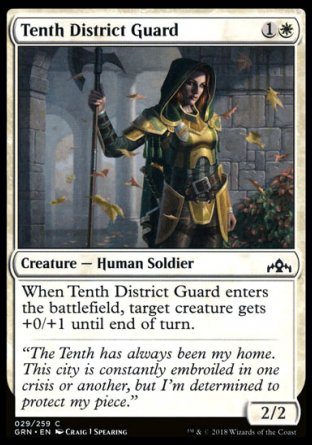 Tenth District Guard 1
Creature — Human Soldier
When Tenth District Guard enters
the battlefield, target creature gets
+0/+1 until end of turn.
"The Tenth has always been my home.
This city is constantly embroiled in one
crisis or another, but I'm determined to
protect my piece."
2/2
029/259 C
GRN • EN Craig J Spearing
™ & © 2018 Wizards of the Coast